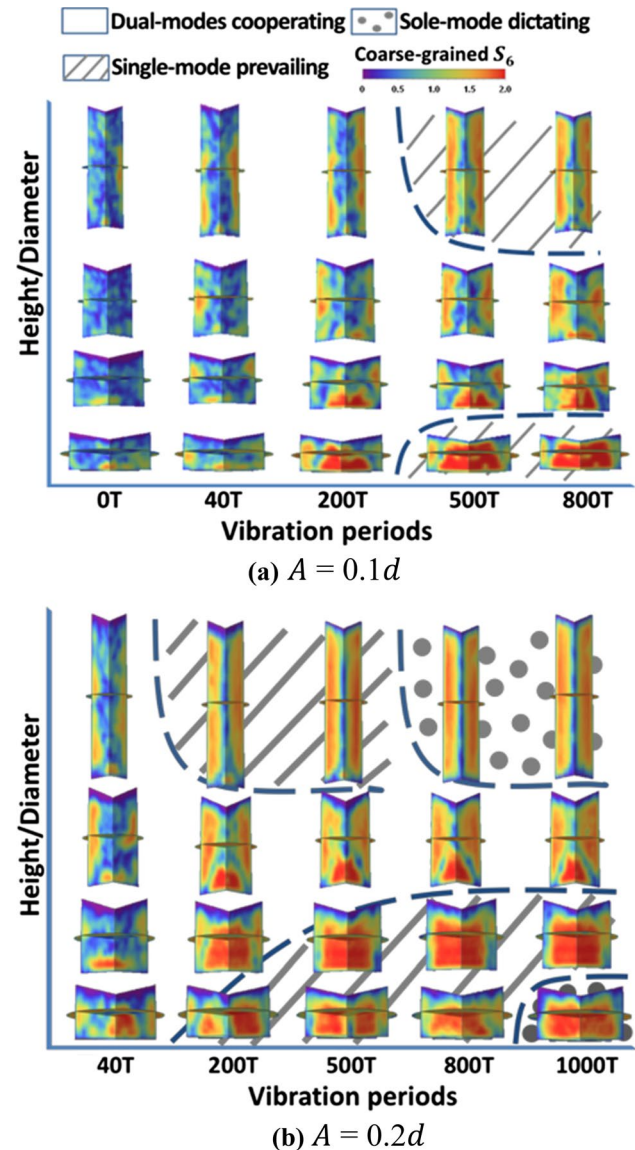 Dual-modes cooperating Sole-mode dictating
Single-mode prevailing
Coarse-grained S₆
0 0.5 1.0 1.5 2.0
Height/Diameter
0T 40T 200T 500T 800T
Vibration periods
(a) A = 0.1d
Height/Diameter
40T 200T 500T 800T 1000T
Vibration periods
(b) A = 0.2d